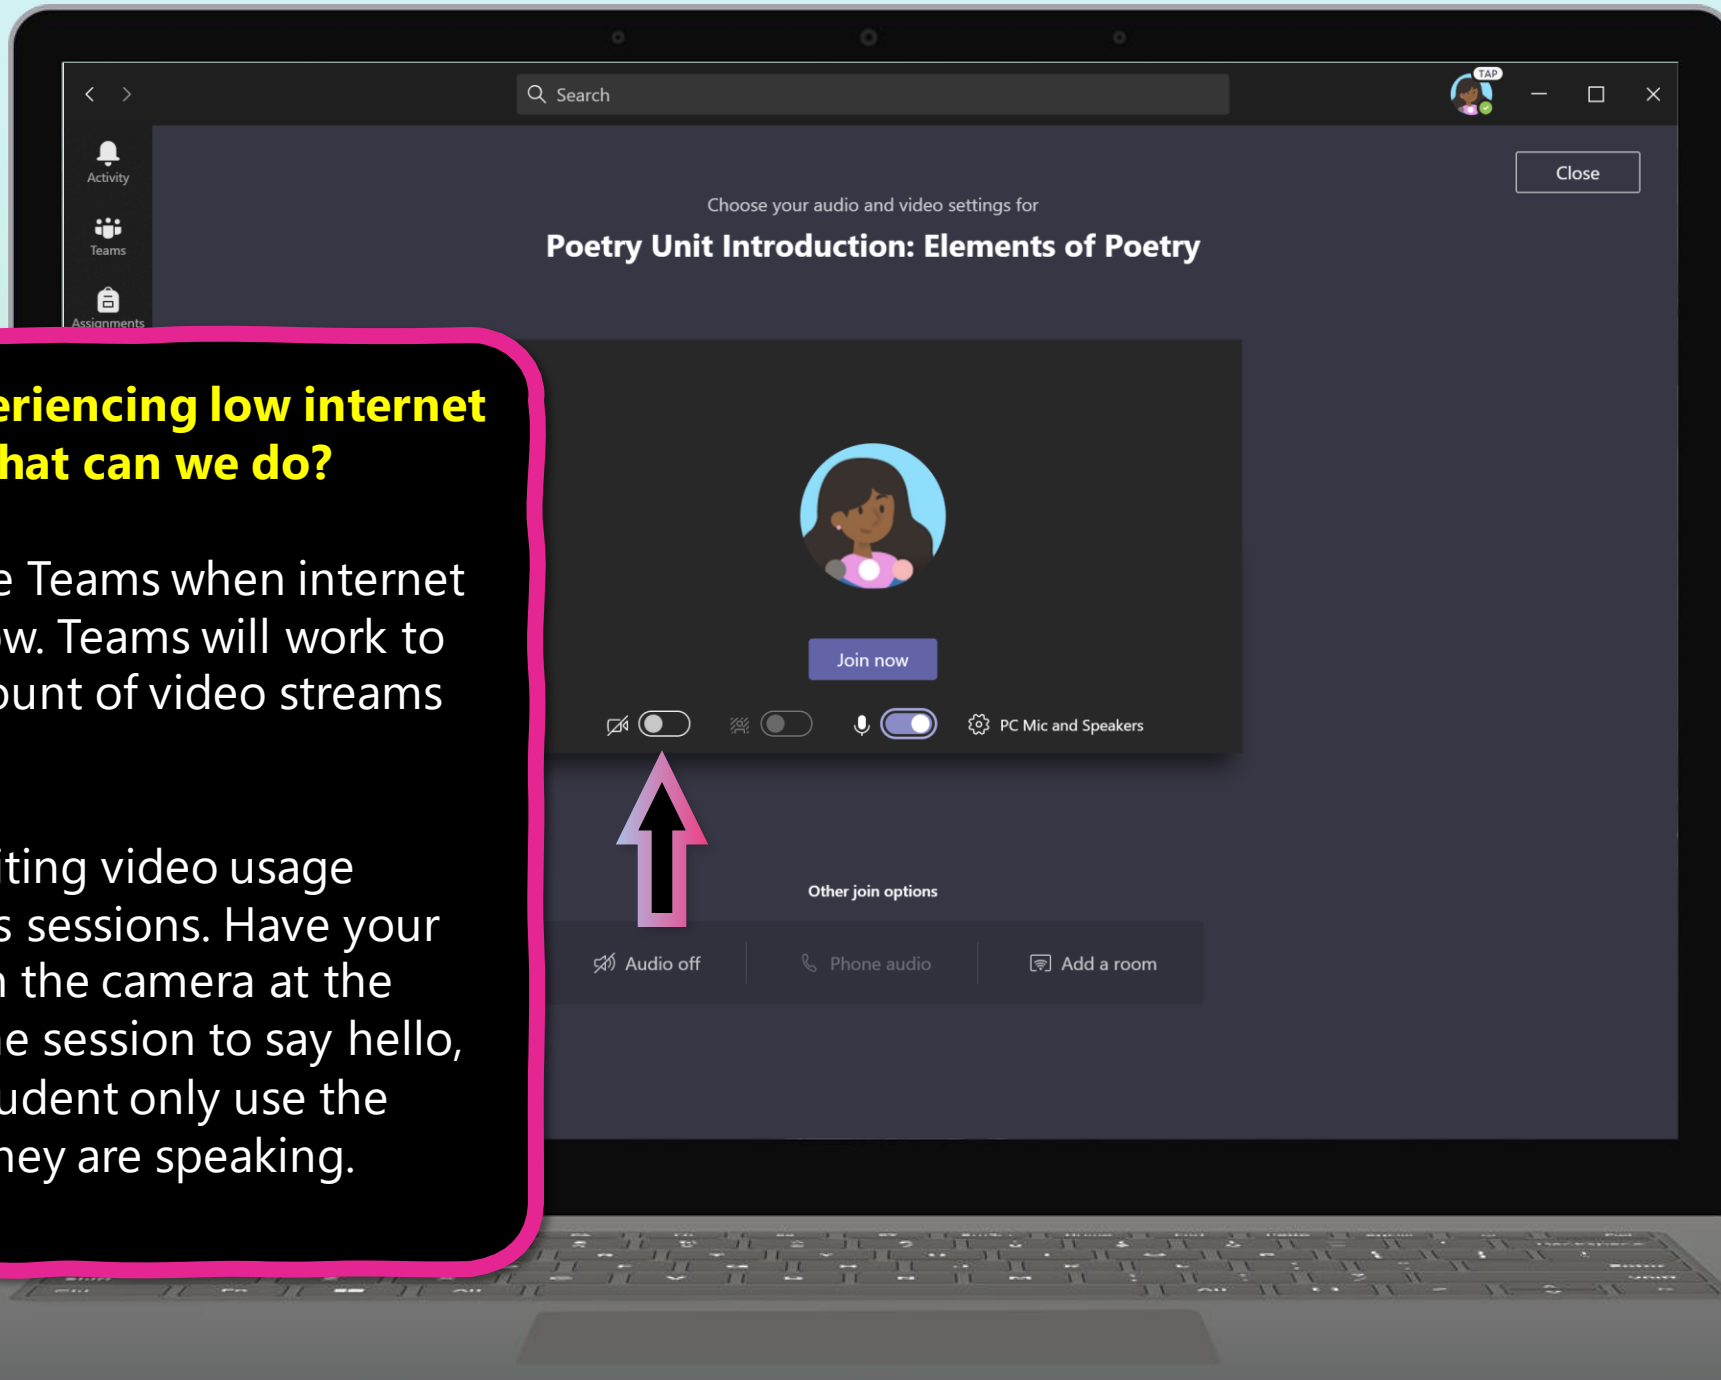 TAP
Search
Activity
Teams
Assignments
Close
Choose your audio and video settings for
Poetry Unit Introduction: Elements of Poetry
eriencing low internet
hat can we do?
e Teams when internet
ow. Teams will work to
ount of video streams
iting video usage
s sessions. Have your
n the camera at the
ne session to say hello,
udent only use the
hey are speaking.
Join now
PC Mic and Speakers
Other join options
Audio off
Phone audio
Add a room